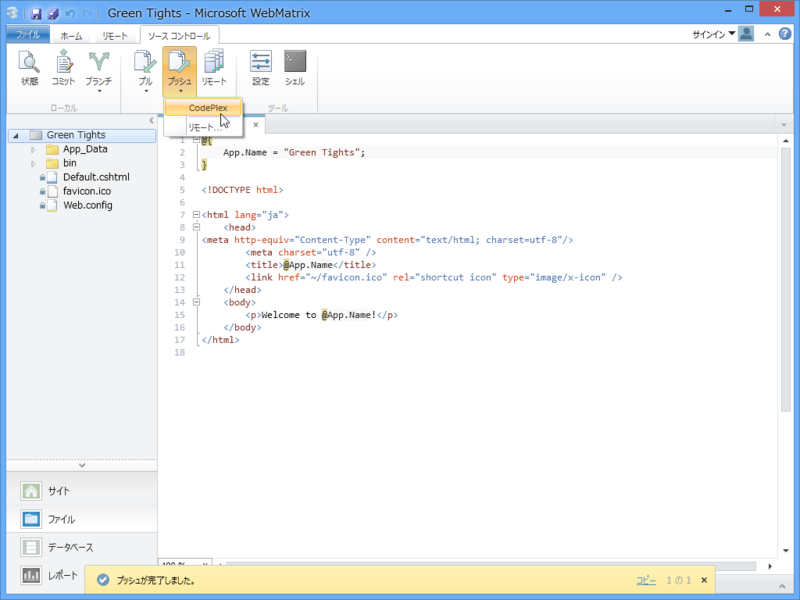 Green Tights - Microsoft WebMatrix
ファイル ホーム リモート ソース コントロール サインイン
状態 コミット ブランチ プル プッシュ リモート 設定 シェル
ローカル ツール
CodePlex
リモート...
Green Tights
App_Data
bin
Default.cshtml
favicon.ico
Web.config
1 @{
2 App.Name = "Green Tights";
3 }
4
5 <!DOCTYPE html>
6
7 <html lang="ja">
8 <head>
9 <meta http-equiv="Content-Type" content="text/html; charset=utf-8"/>
10 <meta charset="utf-8" />
11 <title>@App.Name</title>
12 <link href="~/favicon.ico" rel="shortcut icon" type="image/x-icon" />
13 </head>
14 <body>
15 <p>Welcome to @App.Name!</p>
16 </body>
17 </html>
18
サイト
ファイル
データベース
レポート
100 %
プッシュが完了しました。 コピー 1 の 1